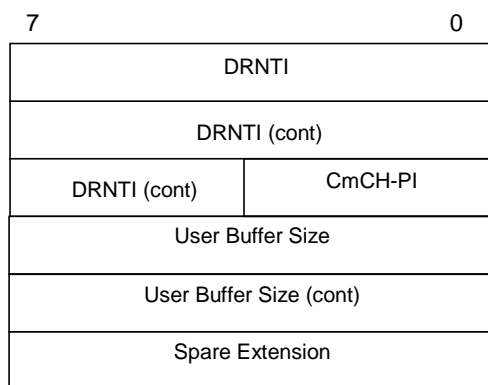 7 0
DRNTI
DRNTI (cont)
DRNTI (cont) CmCH-PI
User Buffer Size
User Buffer Size (cont)
Spare Extension